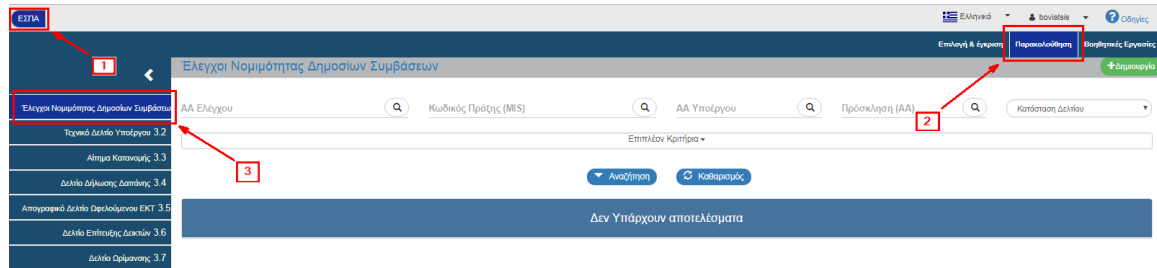 ΕΣΠΑ
Ελληνικά boviatsis Οδηγίες
Επιλογή & έγκριση Παρακολούθηση Βοηθητικές Εργασίες
1
Έλεγχοι Νομιμότητας Δημοσίων Συμβάσεων
+Δημιουργία
Έλεγχοι Νομιμότητας Δημοσίων Συμβάσεω
ΑΑ Ελέγχου Κωδικός Πράξης (MIS) ΑΑ Υποέργου Πρόσκληση (ΑΑ) Κατάσταση Δελτίου
2
Τεχνικό Δελτίο Υποέργου 3.2
Επιπλέον Κριτήρια
Αίτημα Κατανομής 3.3
3
Αναζήτηση Καθαρισμός
Δελτίο Δήλωσης Δαπάνης 3.4
Απογραφικό Δελτίο Ωφελούμενου ΕΚΤ 3.5
Δεν Υπάρχουν αποτελέσματα
Δελτίο Επίτευξης Δεικτών 3.6
Δελτίο Ωρίμανσης 3.7